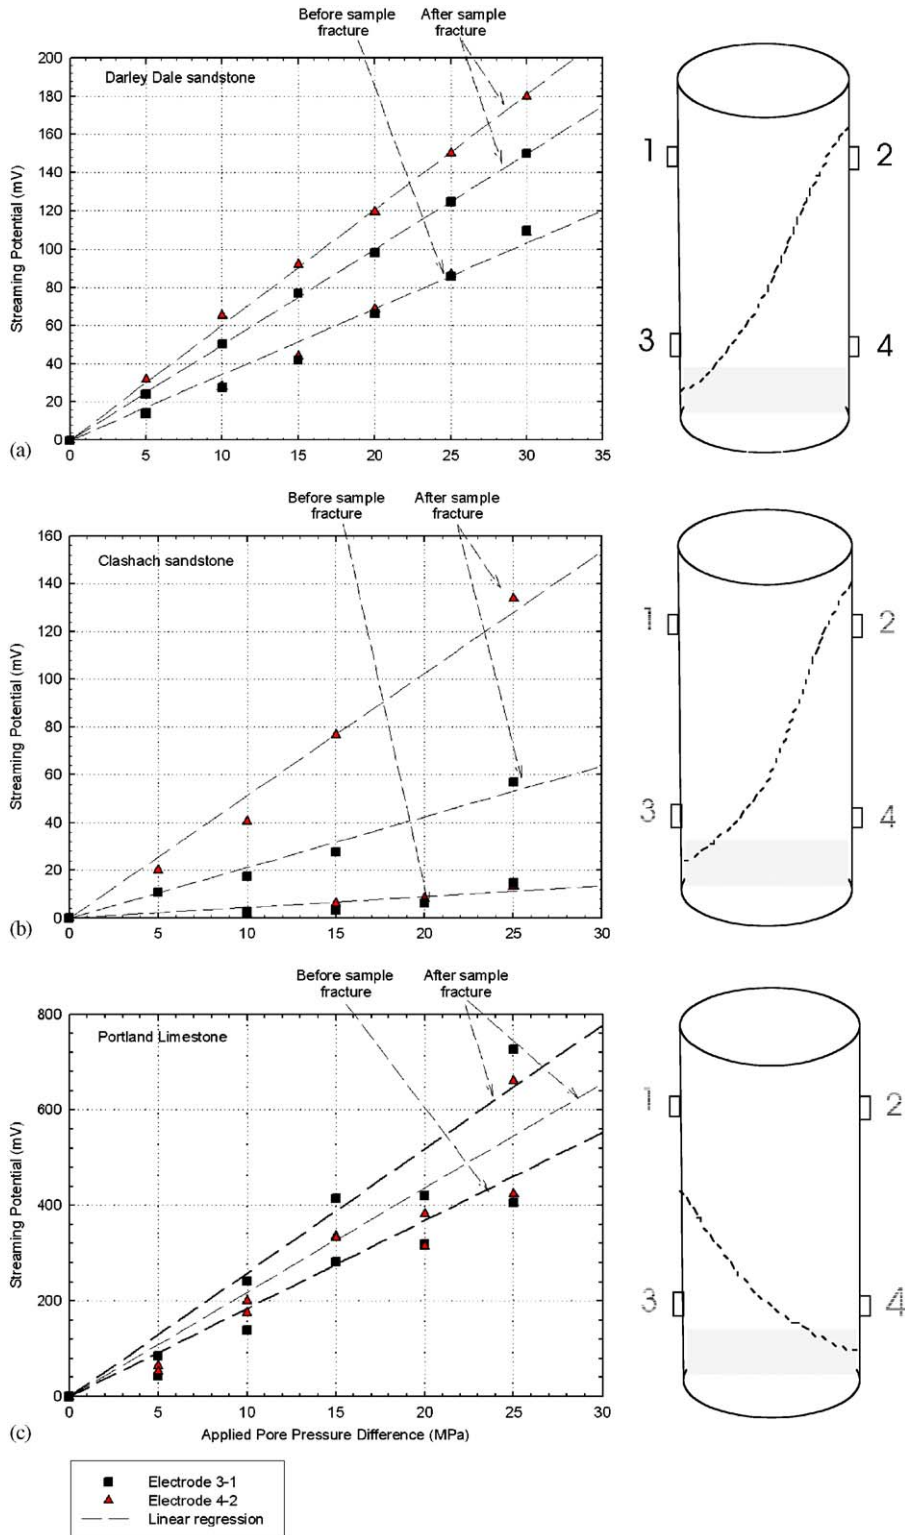 Before sample
fracture
After sample
fracture
200
180
160
140
120
100
80
60
40
20
0
Streaming Potential (mV)
Darley Dale sandstone
0 5 10 15 20 25 30 35
(a)
1
2
3
4
Before sample
fracture
After sample
fracture
160
140
120
100
80
60
40
20
0
Streaming Potential (mV)
Clashach sandstone
0 5 10 15 20 25 30
(b)
1
2
3
4
Before sample
fracture
After sample
fracture
800
600
400
200
0
Streaming Potential (mV)
Portland Limestone
0 5 10 15 20 25 30
(c)
Applied Pore Pressure Difference (MPa)
1
2
3
4
Electrode 3-1
Electrode 4-2
Linear regression